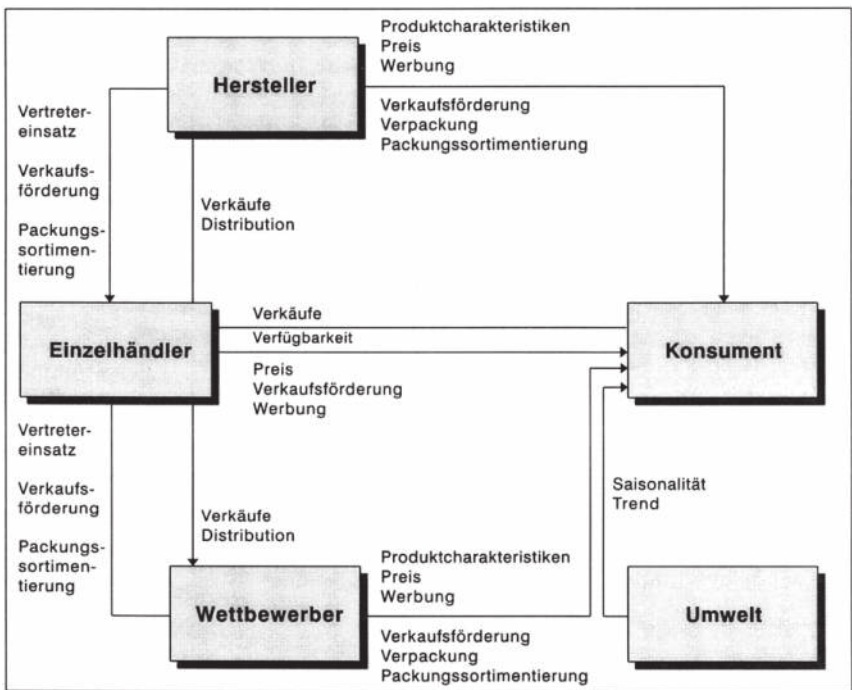 Produktcharakteristiken
Preis
Werbung
Hersteller
Verkaufsförderung
Verpackung
Packungssortimentierung
Vertreter-
einsatz
Verkaufs-
förderung
Packungs-
sortimen-
tierung
Verkäufe
Distribution
Einzelhändler
Verkäufe
Verfügbarkeit
Preis
Verkaufsförderung
Werbung
Konsument
Vertreter-
einsatz
Verkaufs-
förderung
Packungs-
sortimen-
tierung
Verkäufe
Distribution
Saisonalität
Trend
Produktcharakteristiken
Preis
Werbung
Wettbewerber
Verkaufsförderung
Verpackung
Packungssortimentierung
Umwelt